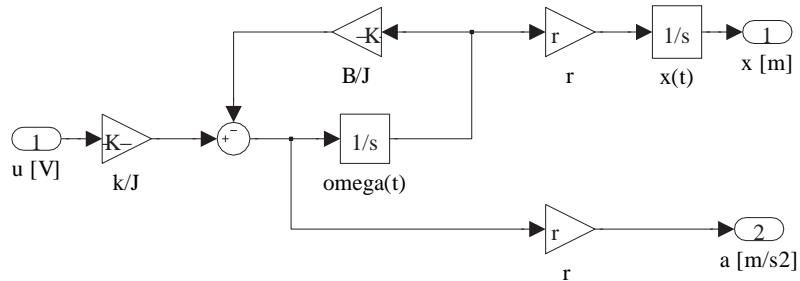 r
1/s
1
-K-
B/J
r
x(t)
x [m]
+
-
1
-K-
1/s
u [V]
k/J
omega(t)
r
2
r
a [m/s2]